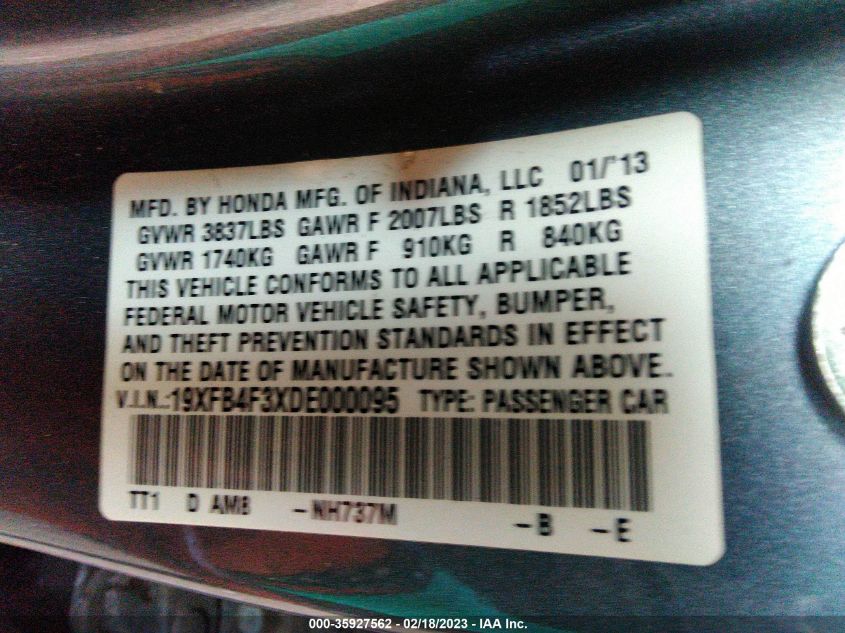 MFD. BY HONDA MFG. OF INDIANA, LLC 01/'13
GVWR 3837LBS GAWR F 2007LBS R 1852LBS
GVWR 1740KG GAWR F 910KG R 840KG
THIS VEHICLE CONFORMS TO ALL APPLICABLE
FEDERAL MOTOR VEHICLE SAFETY, BUMPER,
AND THEFT PREVENTION STANDARDS IN EFFECT
ON THE DATE OF MANUFACTURE SHOWN ABOVE.
V.I.N.:19XFB4F3XDE000095 TYPE: PASSENGER CAR
TT1 D AM8 -NH737M -B -E
000-35927562 - 02/18/2023 - IAA Inc.